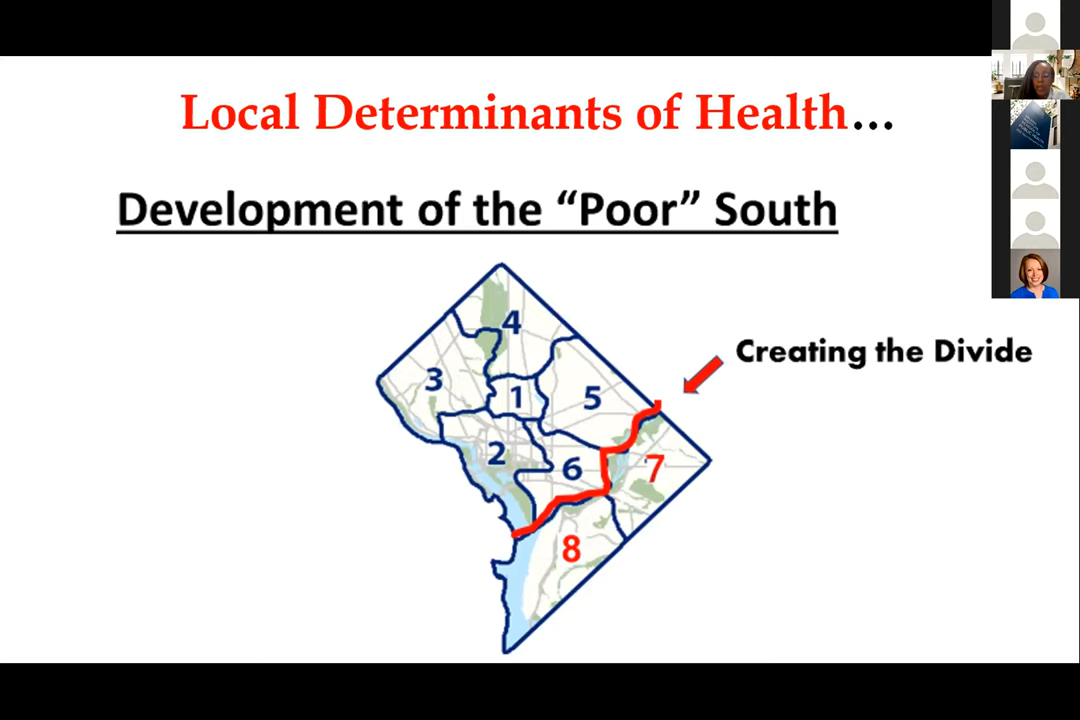 Local Determinants of Health...
Development of the “Poor” South
Creating the Divide
4
3
1
5
2
6
7
8